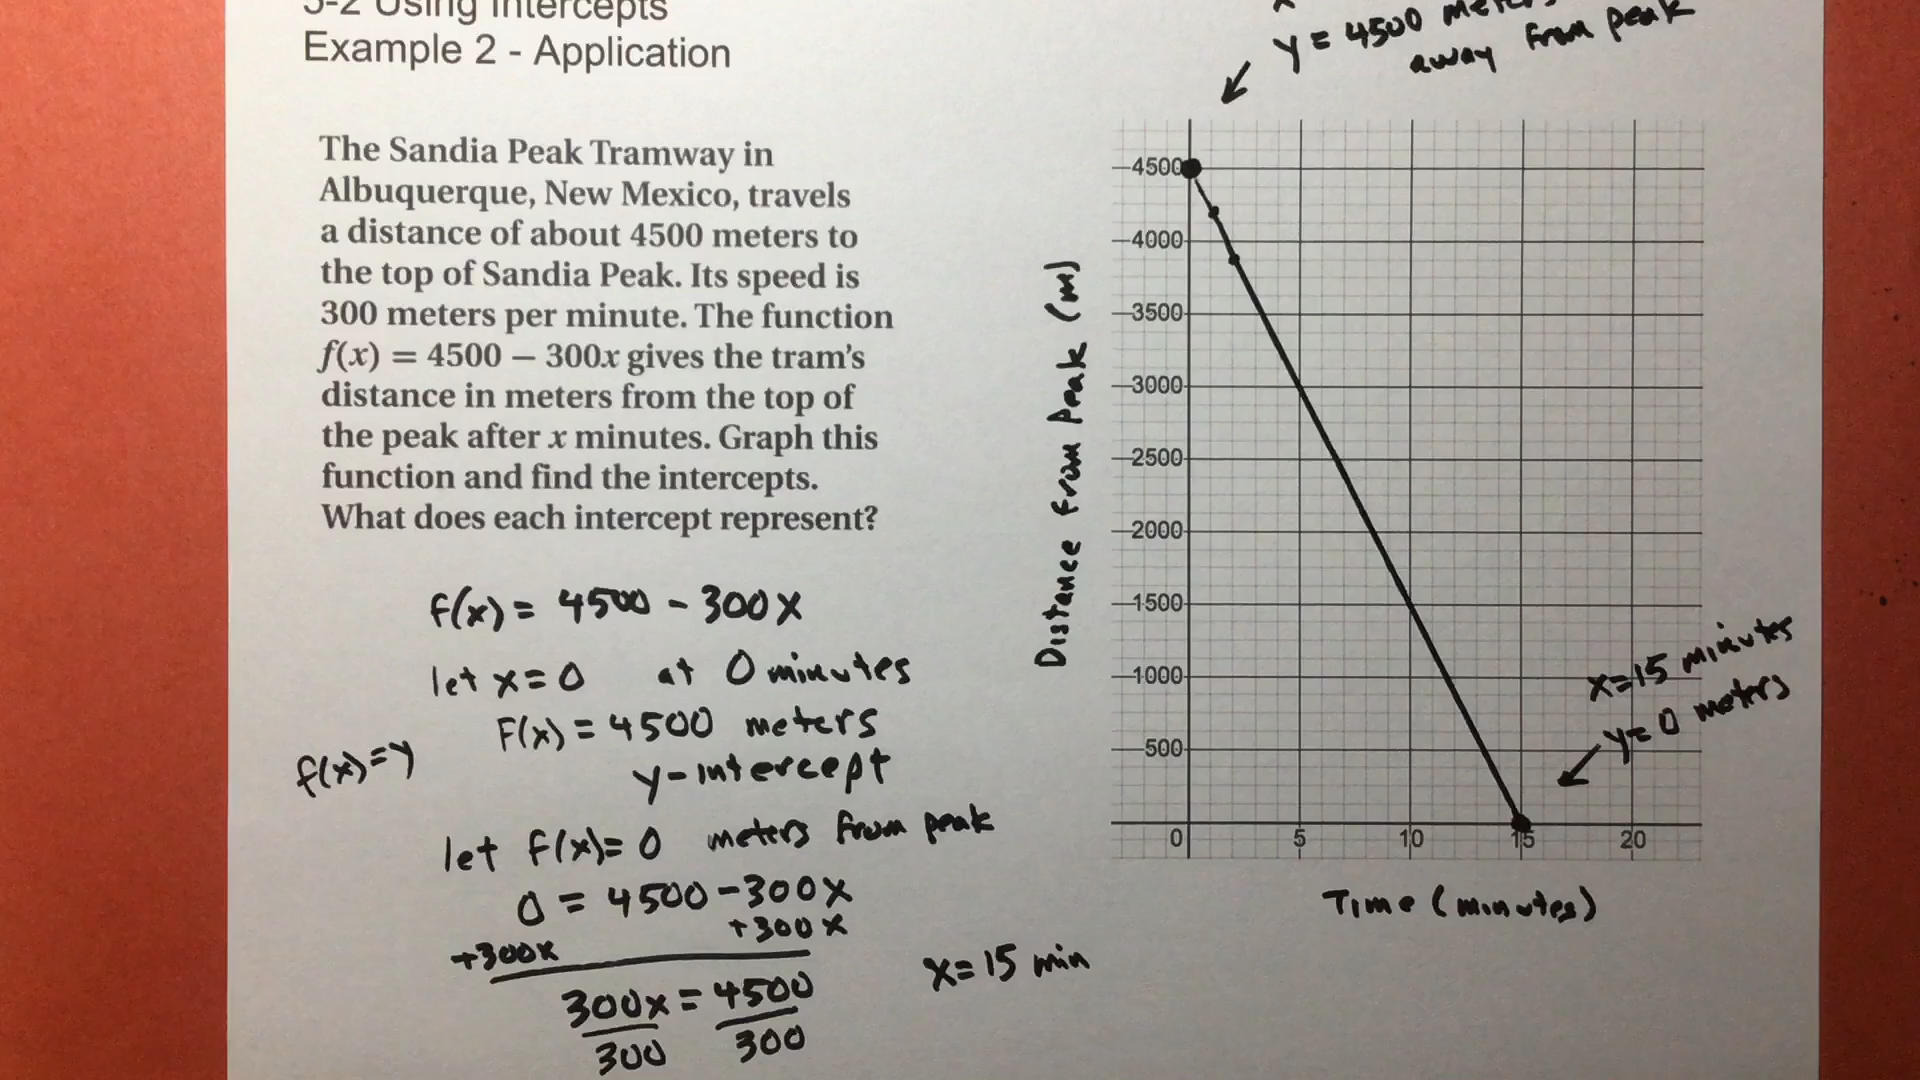 5-2 Using Intercepts
Example 2 - Application
The Sandia Peak Tramway in
Albuquerque, New Mexico, travels
a distance of about 4500 meters to
the top of Sandia Peak. Its speed is
300 meters per minute. The function
f(x) = 4500 – 300x gives the tram's
distance in meters from the top of
the peak after x minutes. Graph this
function and find the intercepts.
What does each intercept represent?
f(x) = 4500 - 300x
let x=0 at 0 minutes
F(x) = 4500 meters
f(x)=y
y-intercept
let f(x)=0 meters from peak
0 = 4500-300x
+300x
+300x
300x = 4500
300 300
x=15 min
y = 4500 meters
away from peak
Distance from Peak (m)
4500
4000
3500
3000
2500
2000
1500
1000
500
0 5 10 15 20
x=15 minutes
y=0 meters
Time (minutes)